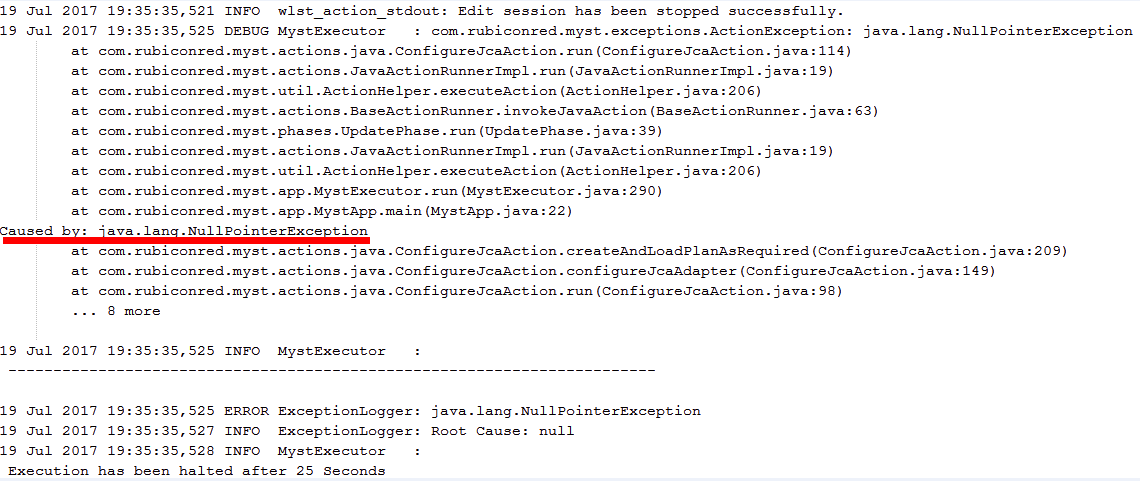 19 Jul 2017 19:35:35,521 INFO  wlst_action_stdout: Edit session has been stopped successfully.
19 Jul 2017 19:35:35,525 DEBUG MystExecutor   : com.rubiconred.myst.exceptions.ActionException: java.lang.NullPointerException
        at com.rubiconred.myst.actions.java.ConfigureJcaAction.run(ConfigureJcaAction.java:114)
        at com.rubiconred.myst.actions.JavaActionRunnerImpl.run(JavaActionRunnerImpl.java:19)
        at com.rubiconred.myst.util.ActionHelper.executeAction(ActionHelper.java:206)
        at com.rubiconred.myst.actions.BaseActionRunner.invokeJavaAction(BaseActionRunner.java:63)
        at com.rubiconred.myst.phases.UpdatePhase.run(UpdatePhase.java:39)
        at com.rubiconred.myst.actions.JavaActionRunnerImpl.run(JavaActionRunnerImpl.java:19)
        at com.rubiconred.myst.util.ActionHelper.executeAction(ActionHelper.java:206)
        at com.rubiconred.myst.app.MystExecutor.run(MystExecutor.java:290)
        at com.rubiconred.myst.app.MystApp.main(MystApp.java:22)
Caused by: java.lang.NullPointerException
        at com.rubiconred.myst.actions.java.ConfigureJcaAction.createAndLoadPlanAsRequired(ConfigureJcaAction.java:209)
        at com.rubiconred.myst.actions.java.ConfigureJcaAction.configureJcaAdapter(ConfigureJcaAction.java:149)
        at com.rubiconred.myst.actions.java.ConfigureJcaAction.run(ConfigureJcaAction.java:98)
        ... 8 more
19 Jul 2017 19:35:35,525 INFO  MystExecutor   :
 ------------------------------------------------------------------------
19 Jul 2017 19:35:35,525 ERROR ExceptionLogger: java.lang.NullPointerException
19 Jul 2017 19:35:35,527 INFO  ExceptionLogger: Root Cause: null
19 Jul 2017 19:35:35,528 INFO  MystExecutor   :
 Execution has been halted after 25 Seconds